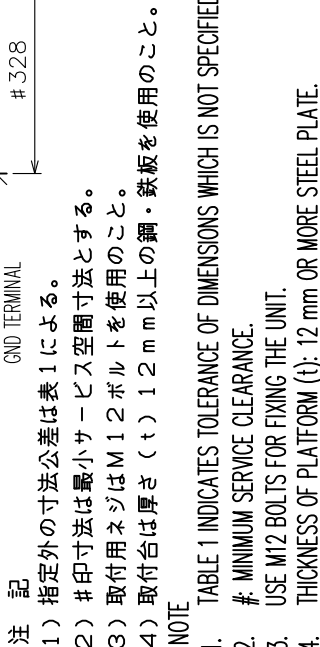 #328
GND TERMINAL
注 記
1) 指定外の寸法公差は表1による。
2) #印寸法は最小サービス空間寸法とする。
3) 取付用ネジはM12ボルトを使用のこと。
4) 取付台は厚さ(t)12mm以上の鋼・鉄板を使用のこと。
NOTE
1. TABLE 1 INDICATES TOLERANCE OF DIMENSIONS WHICH IS NOT SPECIFIED
2. #: MINIMUM SERVICE CLEARANCE.
3. USE M12 BOLTS FOR FIXING THE UNIT.
4. THICKNESS OF PLATFORM (t): 12 mm OR MORE STEEL PLATE.